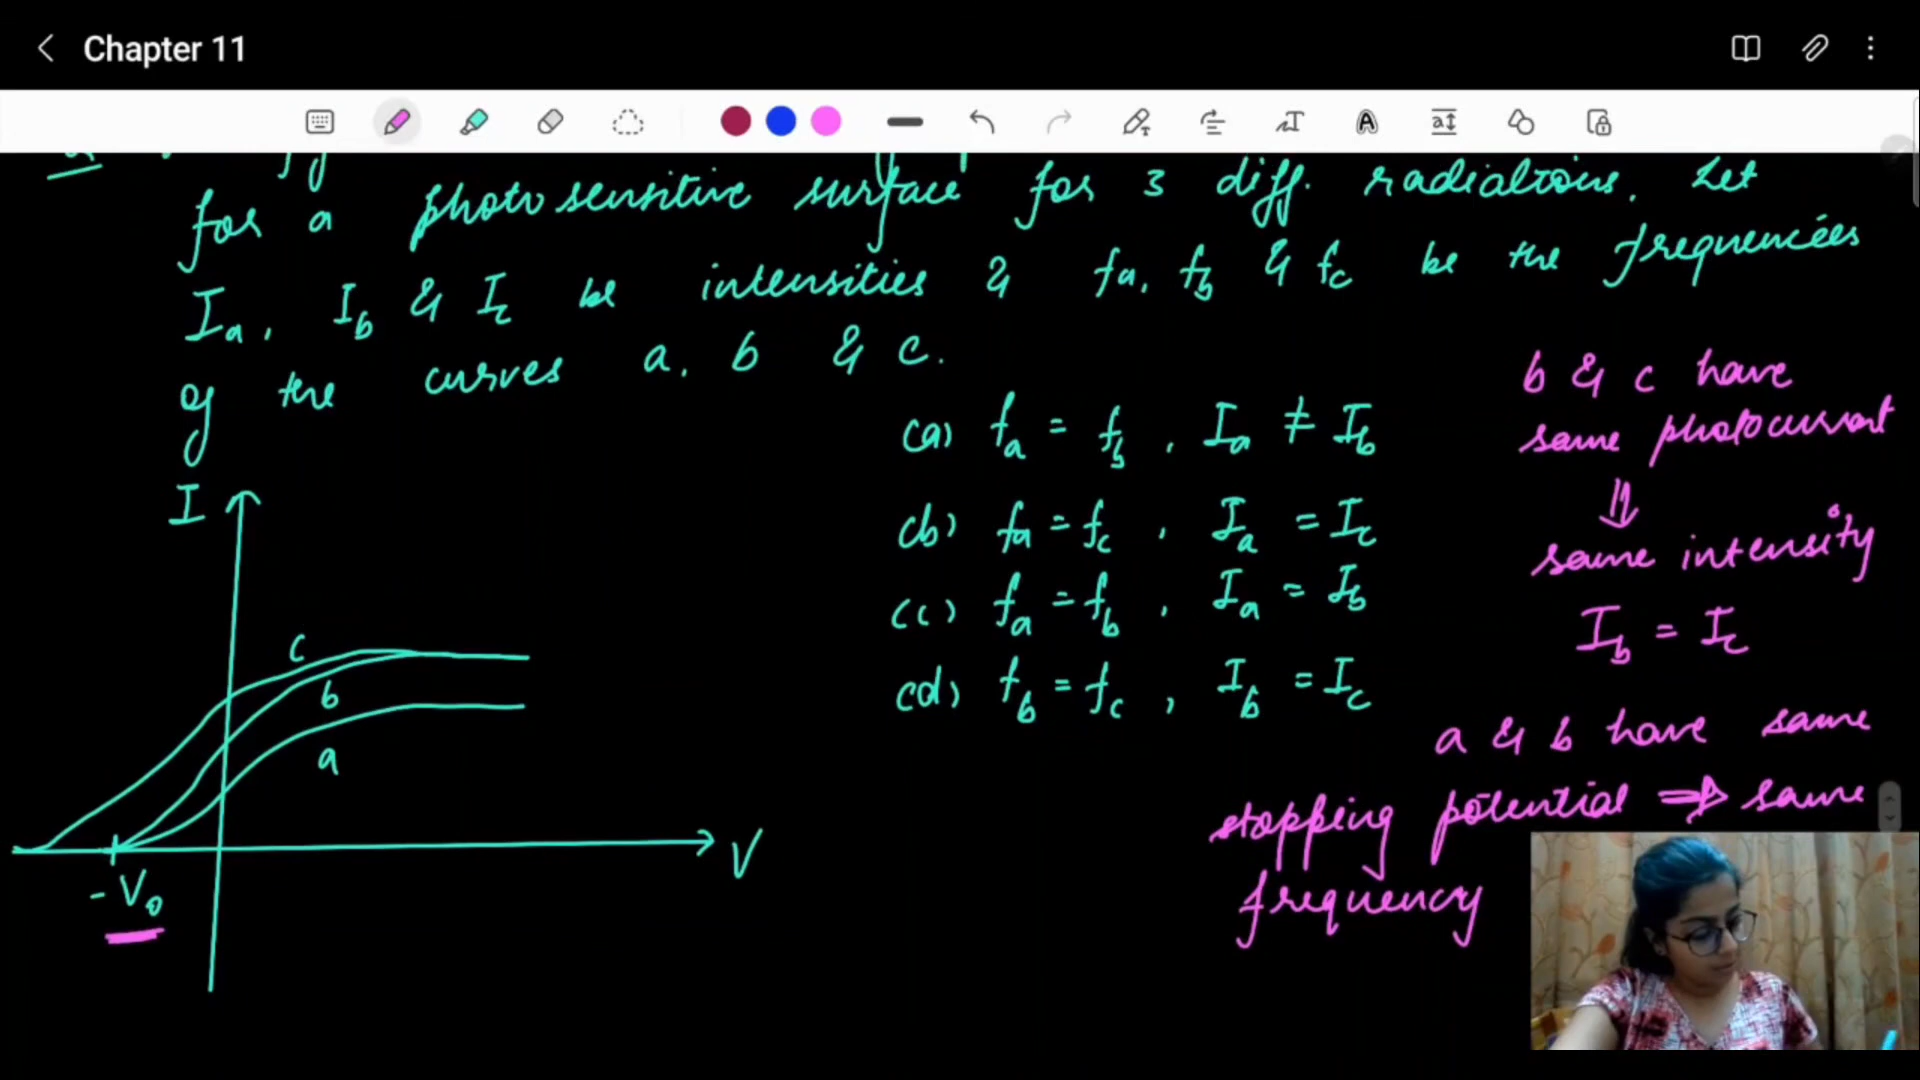 Chapter 11
for a photosensitive surface for 3 diff. radiations. Let
Ia, Ib & Ic be intensities & fa, fb & fc be the frequencies
of the curves a, b & c.
(a) fa = fb , Ia ≠ Ib
(b) fa = fc , Ia = Ic
(c) fa = fb , Ia = Ib
(d) fb = fc , Ib = Ic
I
c
b
a
V
- V0
b & c have
same photocurrent
⇓
same intensity
Ib = Ic
a & b have same
stopping potential ⇒ same
frequency